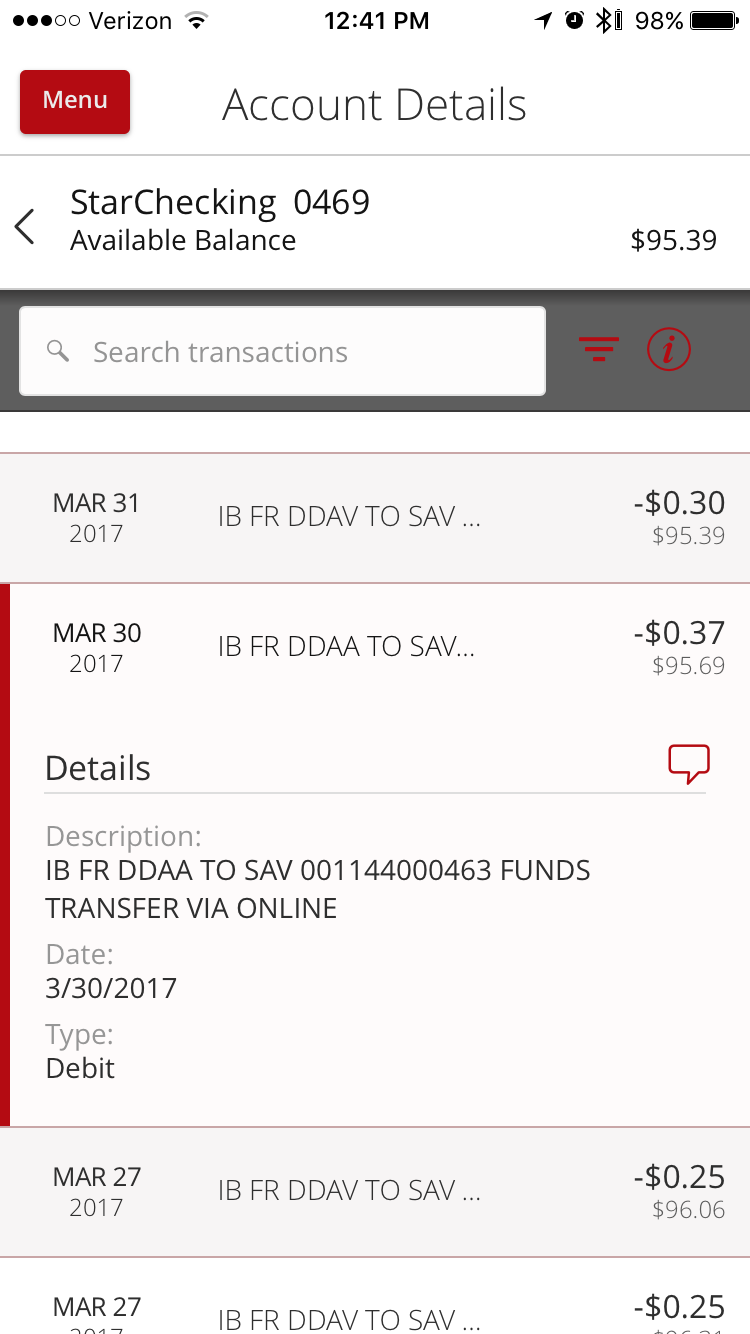 Verizon 12:41 PM 98%
Menu Account Details
StarChecking 0469
Available Balance $95.39
Search transactions
MAR 31 IB FR DDAV TO SAV ... -$0.30
2017 $95.39
MAR 30 IB FR DDAA TO SAV... -$0.37
2017 $95.69
Details
Description:
IB FR DDAA TO SAV 001144000463 FUNDS
TRANSFER VIA ONLINE
Date:
3/30/2017
Type:
Debit
MAR 27 IB FR DDAV TO SAV ... -$0.25
2017 $96.06
MAR 27 IB FR DDAV TO SAV ... -$0.25